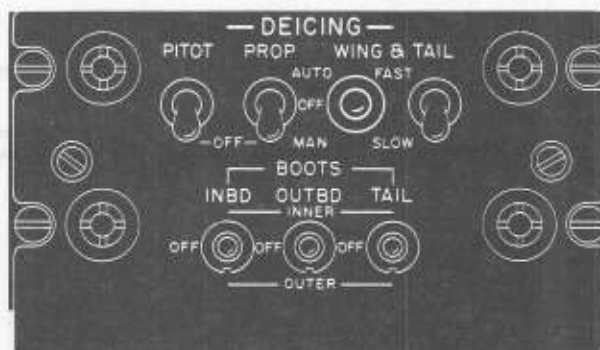 DEICING
PITOT PROP WING & TAIL
AUTO FAST
OFF
OFF MAN SLOW
BOOTS
INBD OUTBD TAIL
INNER
OFF OFF OFF
OUTER